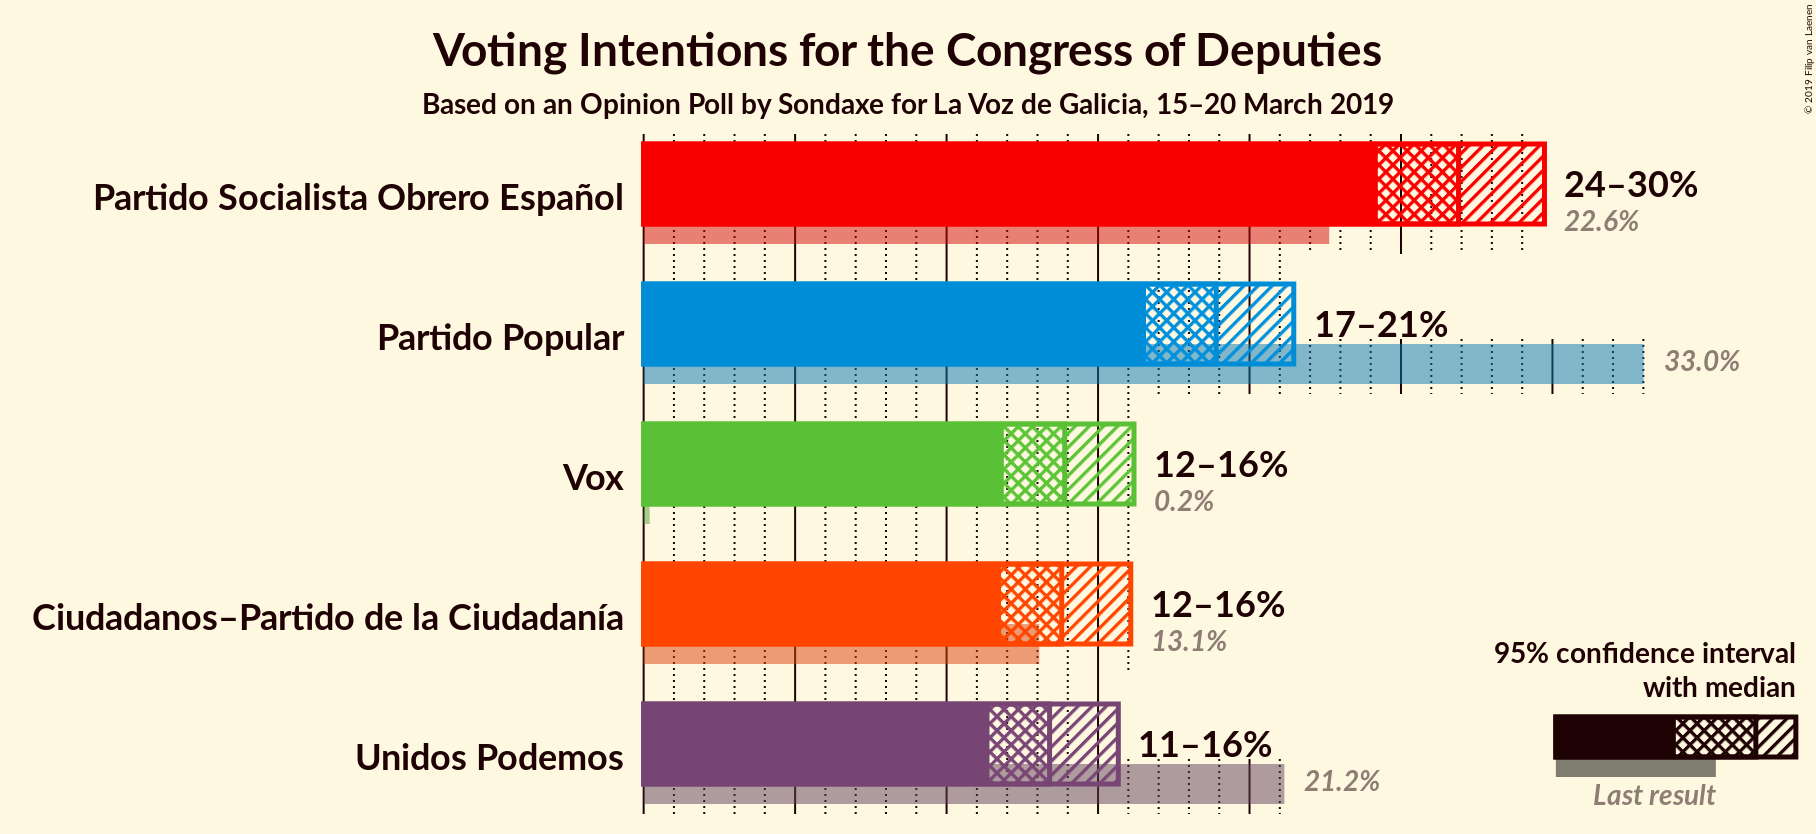 Voting Intentions for the Congress of Deputies
Based on an Opinion Poll by Sondaxe for La Voz de Galicia, 15–20 March 2019
© 2019 Filip van Laenen
Partido Socialista Obrero Español
24–30%
22.6%
Partido Popular
17–21%
33.0%
Vox
12–16%
0.2%
Ciudadanos–Partido de la Ciudadanía
12–16%
13.1%
Unidos Podemos
11–16%
21.2%
95% confidence interval
with median
Last result